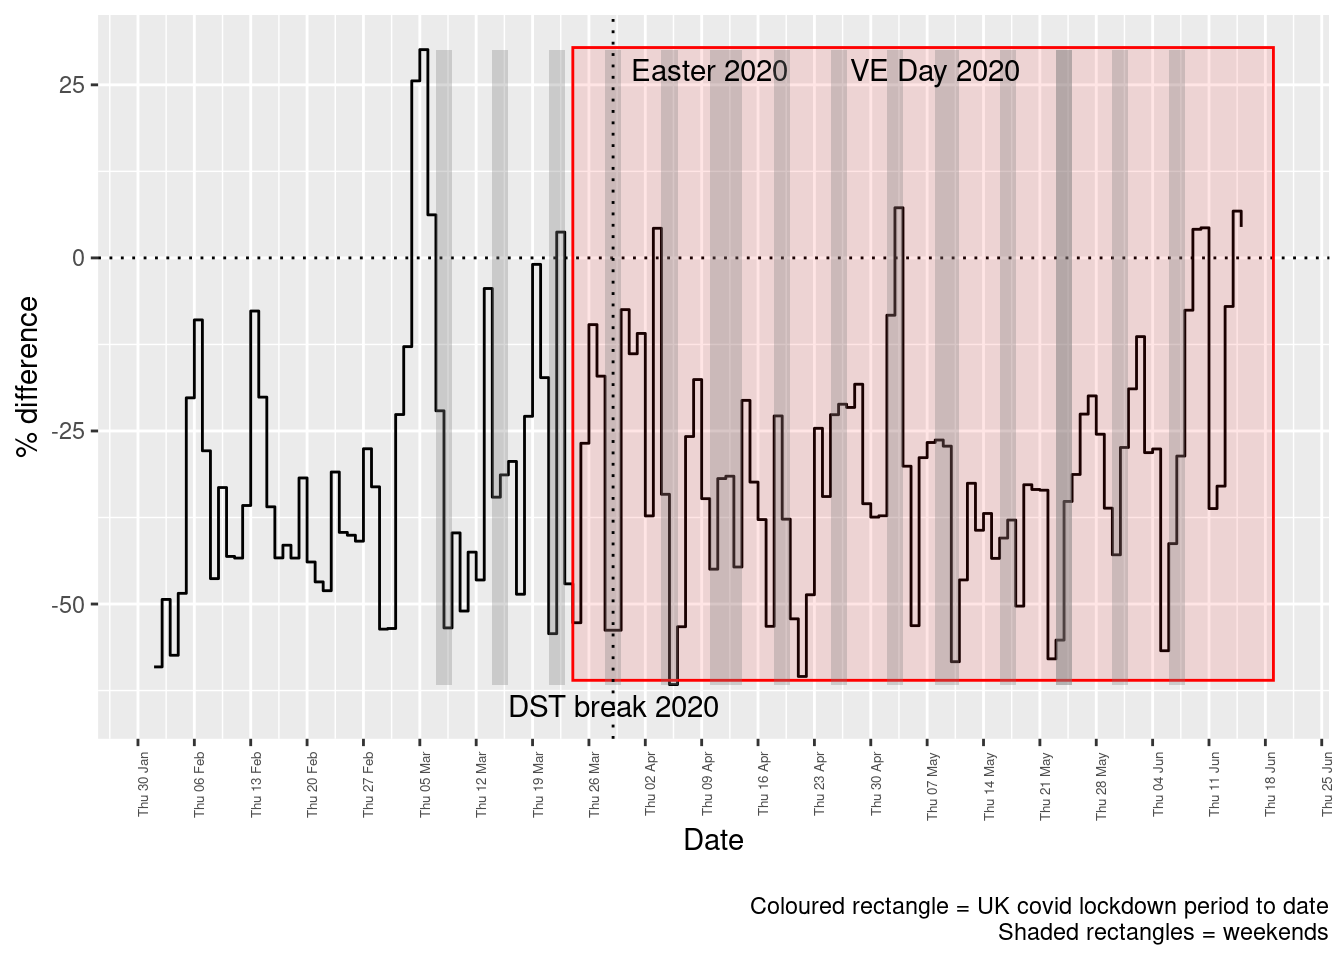 Easter 2020 VE Day 2020
25
0
-25
-50
% difference
DST break 2020
Thu 30 Jan
Thu 06 Feb
Thu 13 Feb
Thu 20 Feb
Thu 27 Feb
Thu 05 Mar
Thu 12 Mar
Thu 19 Mar
Thu 26 Mar
Thu 02 Apr
Thu 09 Apr
Thu 16 Apr
Thu 23 Apr
Thu 30 Apr
Thu 07 May
Thu 14 May
Thu 21 May
Thu 28 May
Thu 04 Jun
Thu 11 Jun
Thu 18 Jun
Thu 25 Jun
Date
Coloured rectangle = UK covid lockdown period to date
Shaded rectangles = weekends